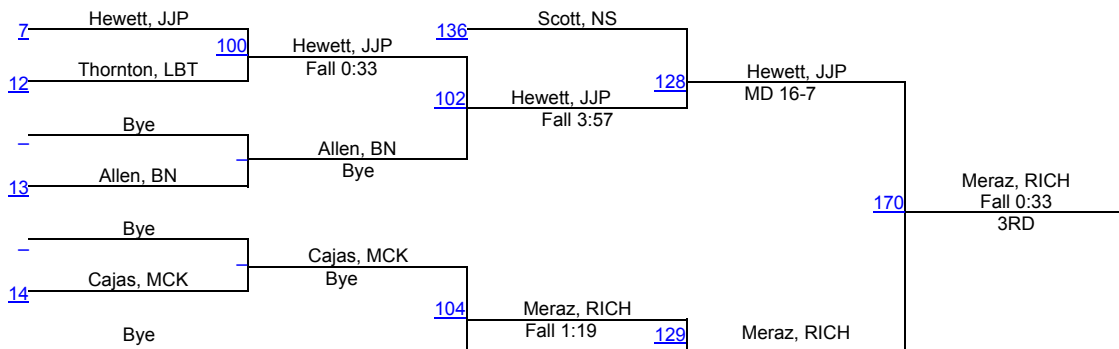 Hewett, JJP
Scott, NS
7
136
100
Hewett, JJP
Thornton, LBT
Fall 0:33
Hewett, JJP
12
128
MD 16-7
102
Hewett, JJP
Bye
Fall 3:57
–
–
Allen, BN
Allen, BN
Bye
13
Meraz, RICH
170
Fall 0:33
Bye
3RD
–
Cajas, MCK
–
Cajas, MCK
Bye
14
104
Meraz, RICH
Bye
Fall 1:19
129
Meraz, RICH